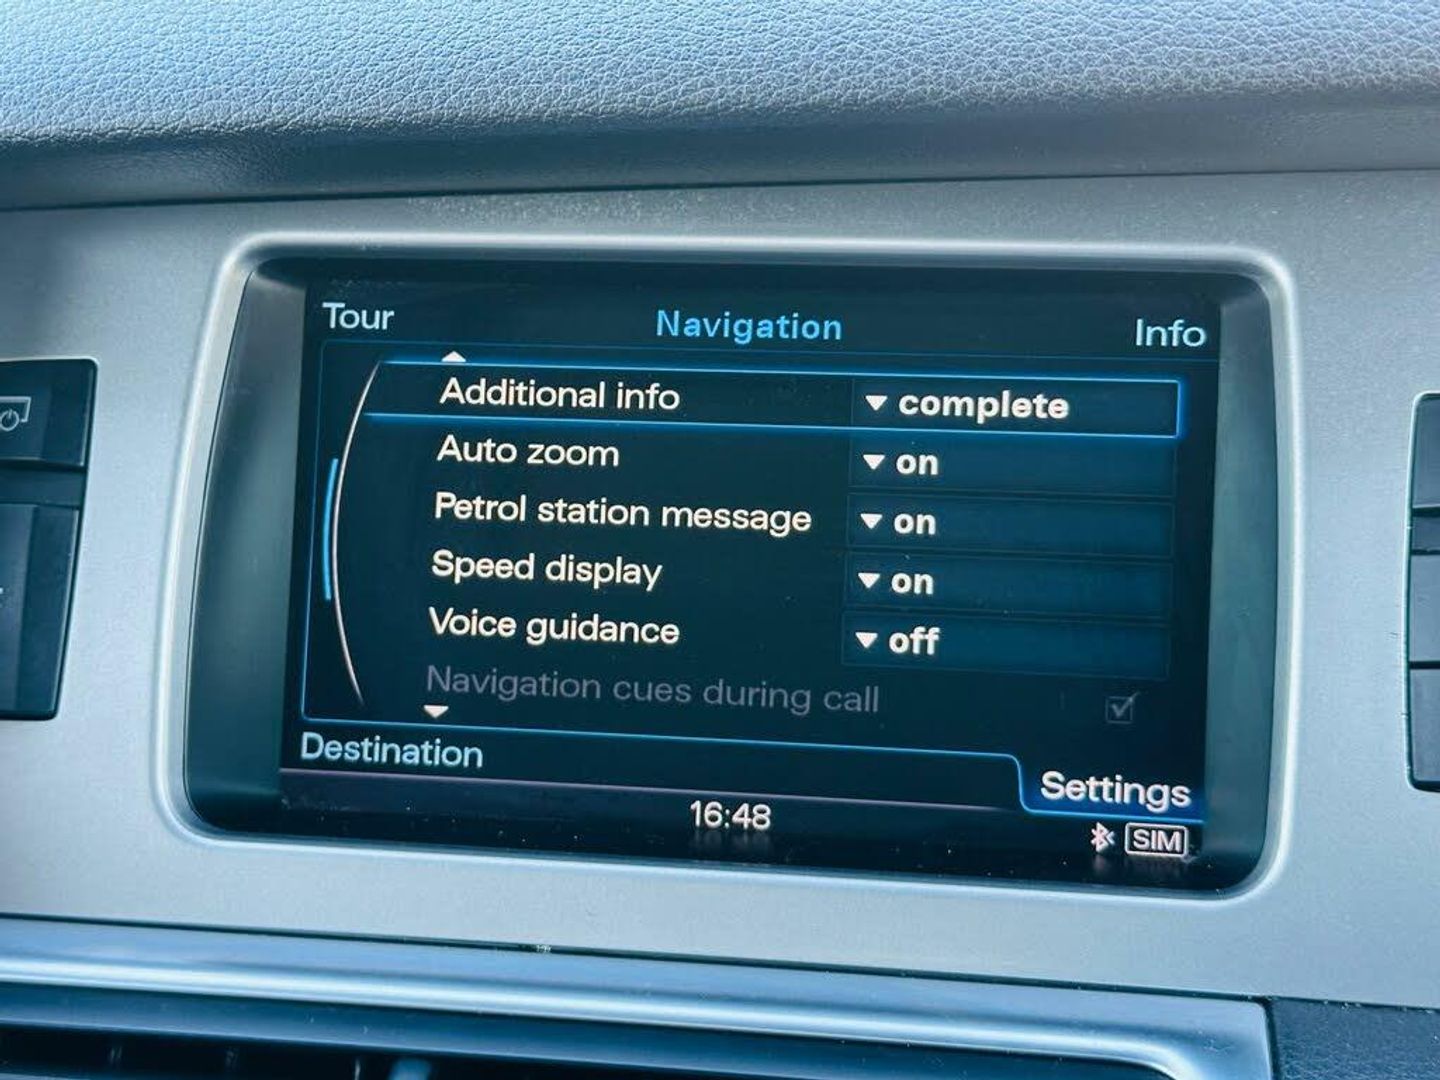 Tour
Navigation
Info
Additional info
complete
Auto zoom
on
Petrol station message
on
Speed display
on
Voice guidance
off
Navigation cues during call
Destination
Settings
16:48
SIM